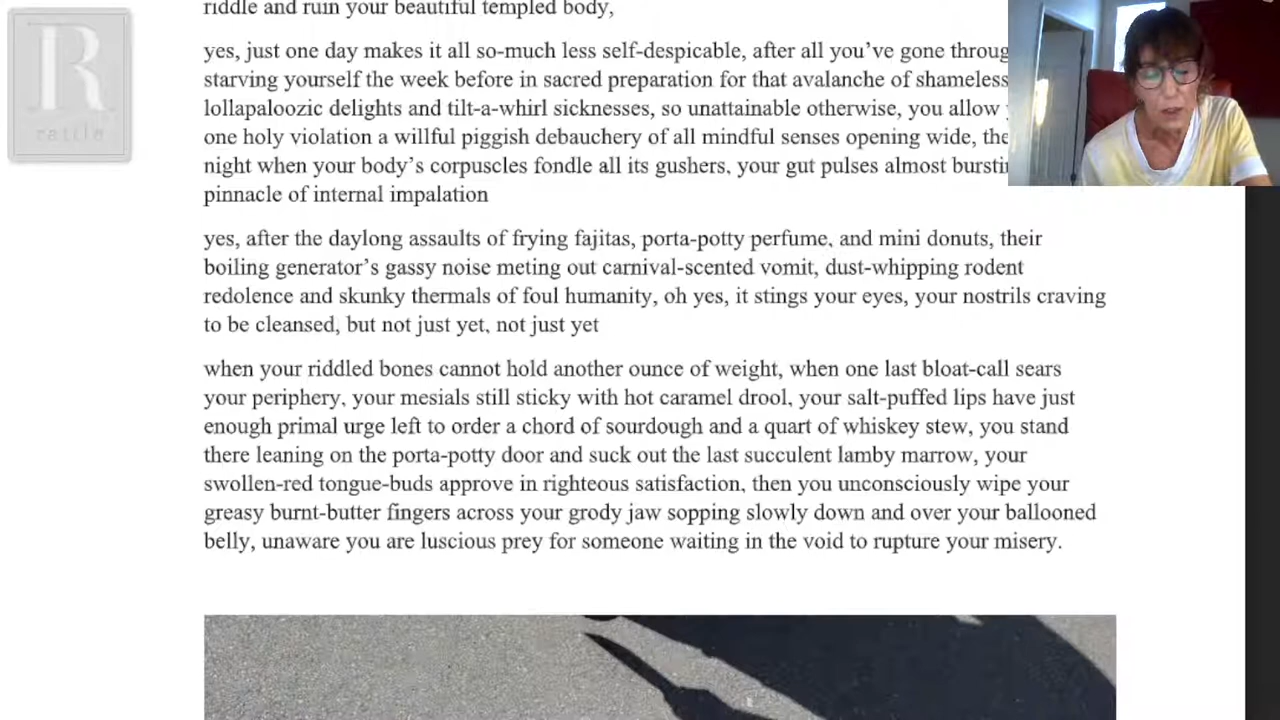 riddle and ruin your beautiful templed body,
yes, just one day makes it all so-much less self-despicable, after all you've gone throug
starving yourself the week before in sacred preparation for that avalanche of shameless
lollapaloozic delights and tilt-a-whirl sicknesses, so unattainable otherwise, you allow
one holy violation a willful piggish debauchery of all mindful senses opening wide, the
night when your body's corpuscles fondle all its gushers, your gut pulses almost bursti
pinnacle of internal impalation
yes, after the daylong assaults of frying fajitas, porta-potty perfume, and mini donuts, their
boiling generator's gassy noise meting out carnival-scented vomit, dust-whipping rodent
redolence and skunky thermals of foul humanity, oh yes, it stings your eyes, your nostrils craving
to be cleansed, but not just yet, not just yet
when your riddled bones cannot hold another ounce of weight, when one last bloat-call sears
your periphery, your mesials still sticky with hot caramel drool, your salt-puffed lips have just
enough primal urge left to order a chord of sourdough and a quart of whiskey stew, you stand
there leaning on the porta-potty door and suck out the last succulent lamby marrow, your
swollen-red tongue-buds approve in righteous satisfaction, then you unconsciously wipe your
greasy burnt-butter fingers across your grody jaw sopping slowly down and over your ballooned
belly, unaware you are luscious prey for someone waiting in the void to rupture your misery.
R
rattle